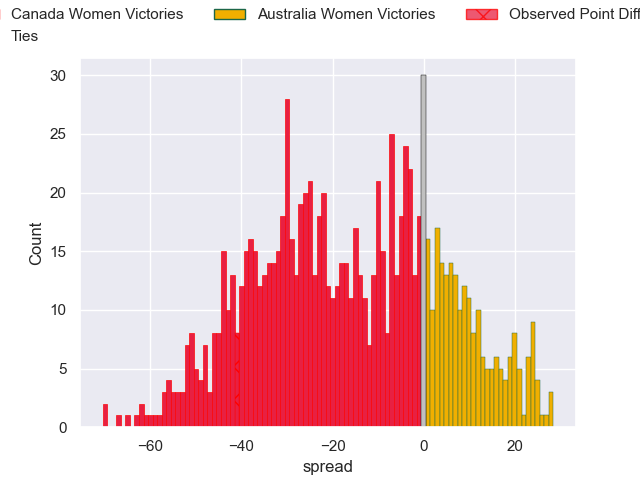 Canada Women Victories Australia Women Victories Observed Point
Ties
30
25
20
15
10
5
0
Count
−60 −40 −20 0 20
spread